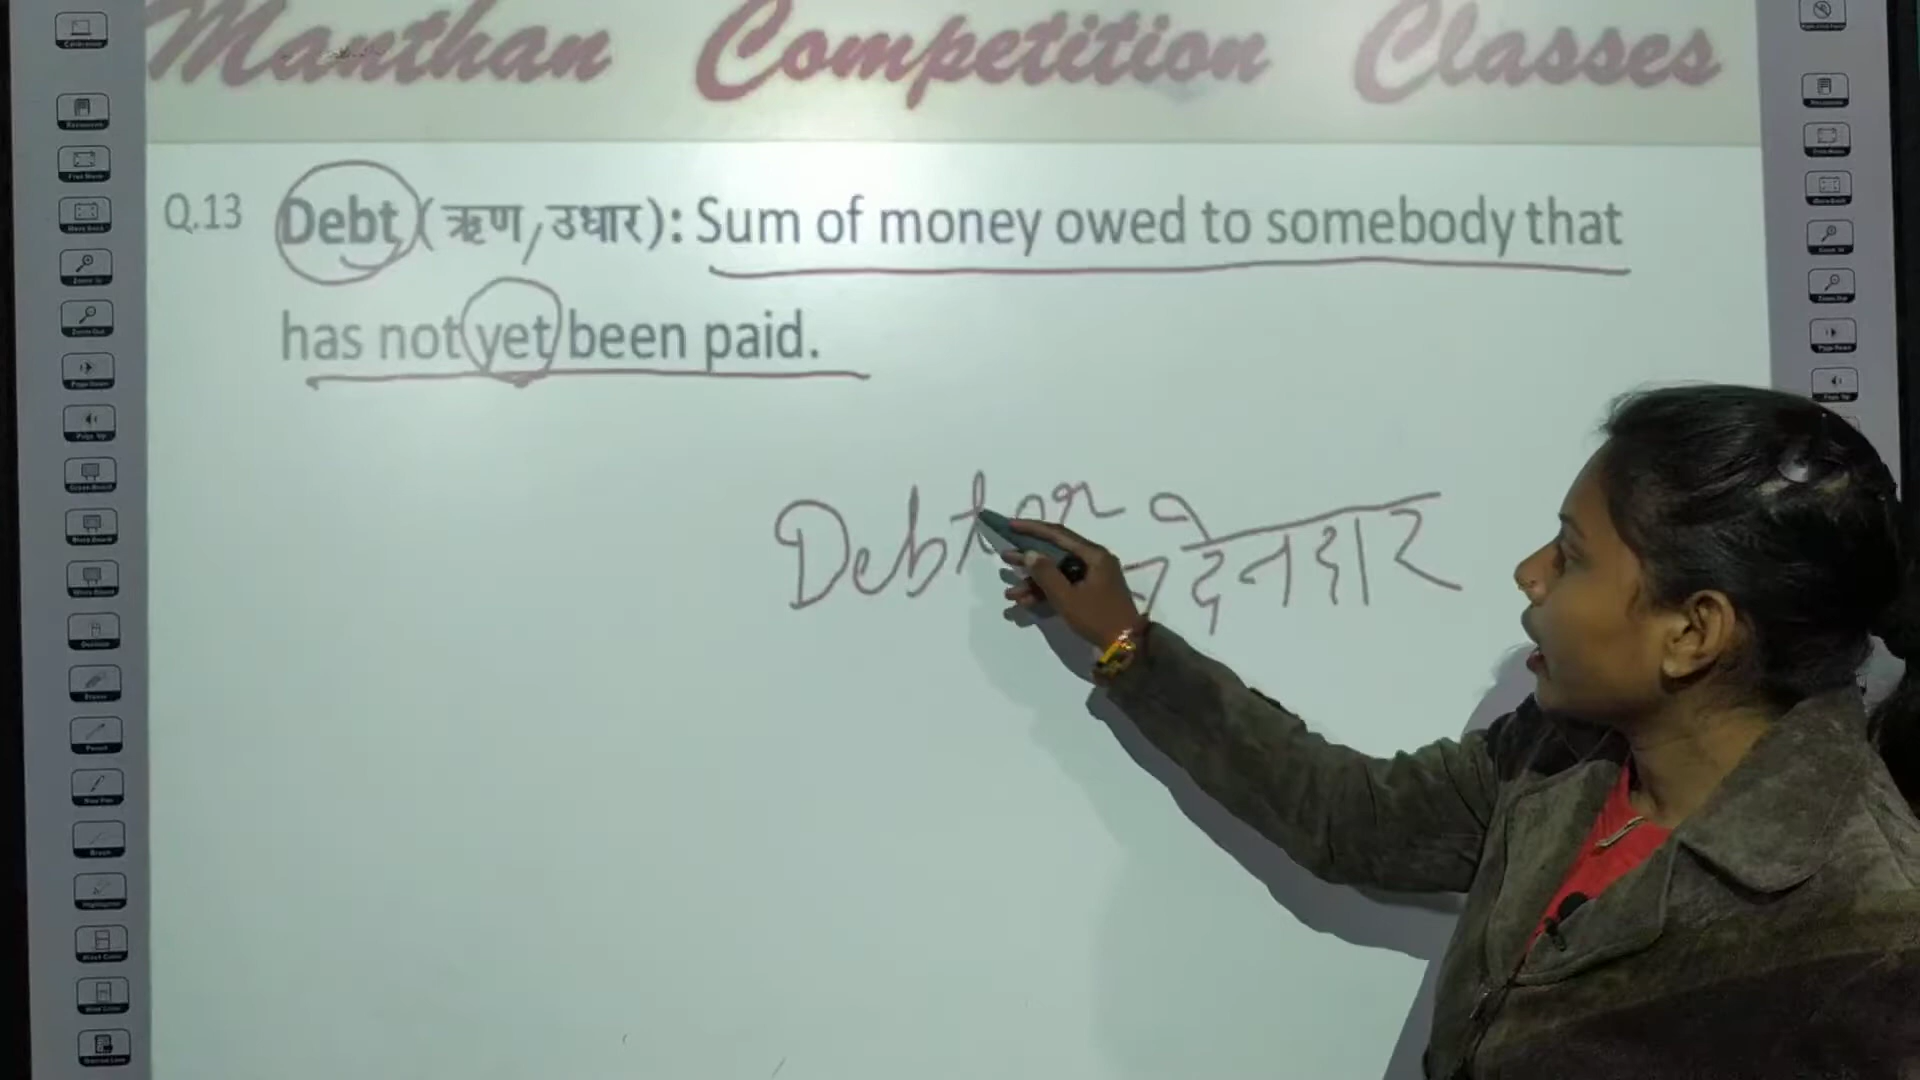 Manthan Competition Classes
Q.13 Debt (ऋण/उधार): Sum of money owed to somebody that
has not yet been paid.
Debtor देनदार